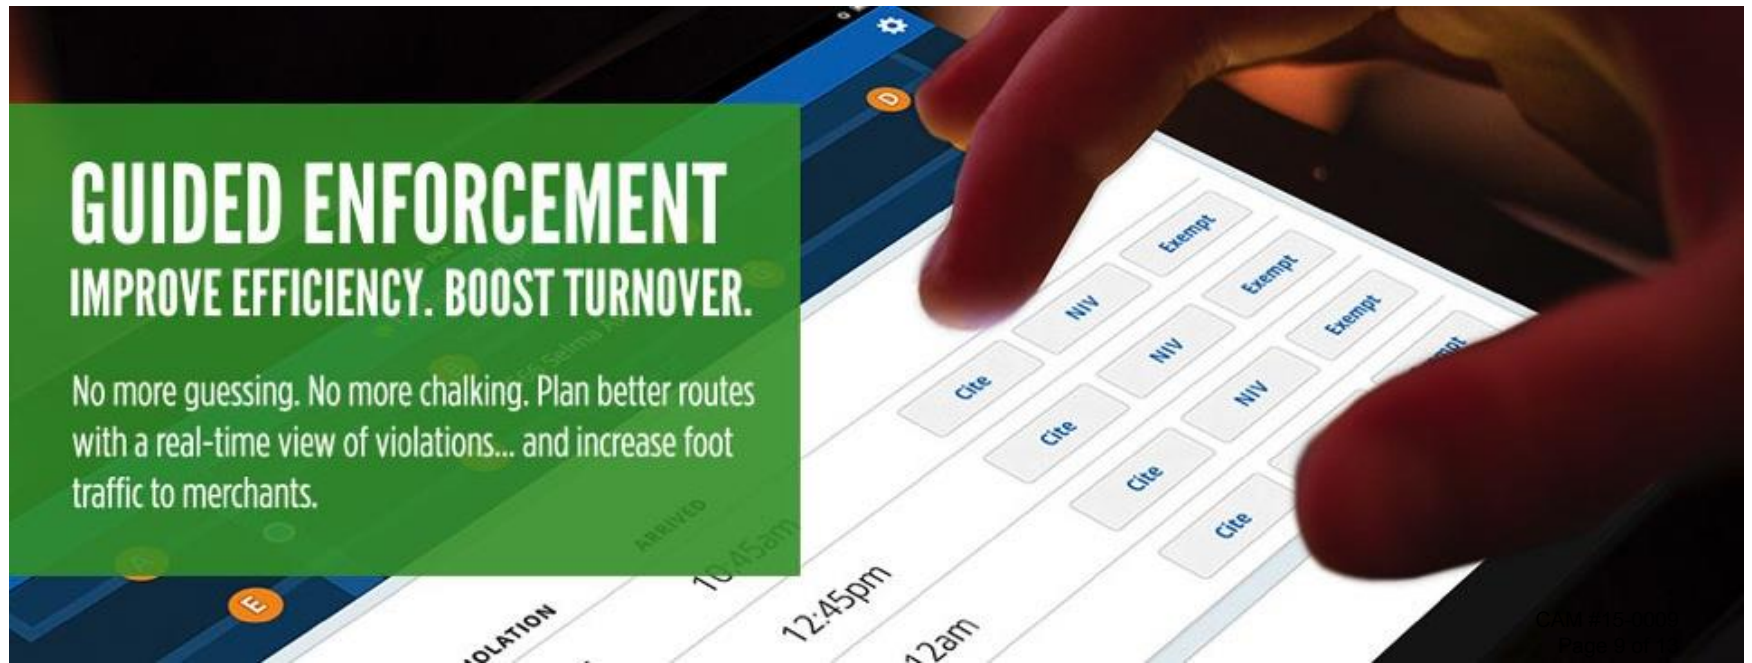 GUIDED ENFORCEMENT
IMPROVE EFFICIENCY. BOOST TURNOVER.
No more guessing. No more chalking. Plan better routes
with a real-time view of violations... and increase foot
traffic to merchants.
D
Cite NIV Exempt
Cite NIV Exempt
Cite NIV Exempt
Cite
ARRIVED
10:45am
12:45pm
12am
A
E